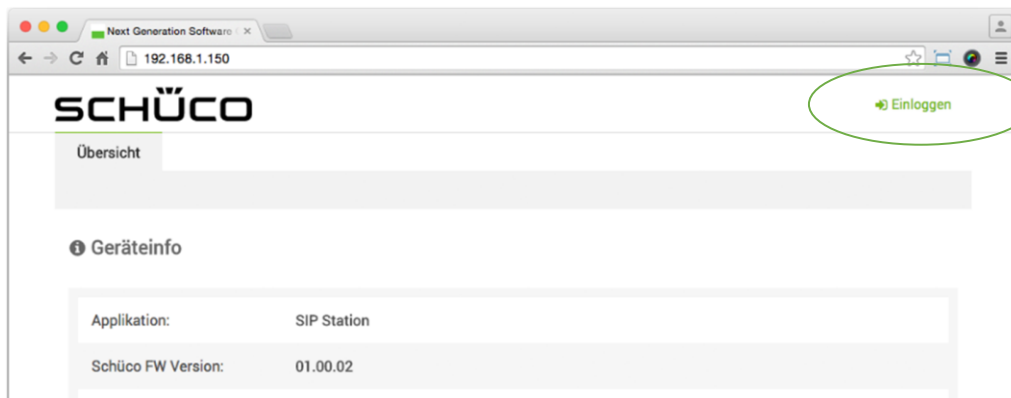 Next Generation Software
192.168.1.150
SCHÜCO
Einloggen
Übersicht
Geräteinfo
Applikation: SIP Station
Schüco FW Version: 01.00.02